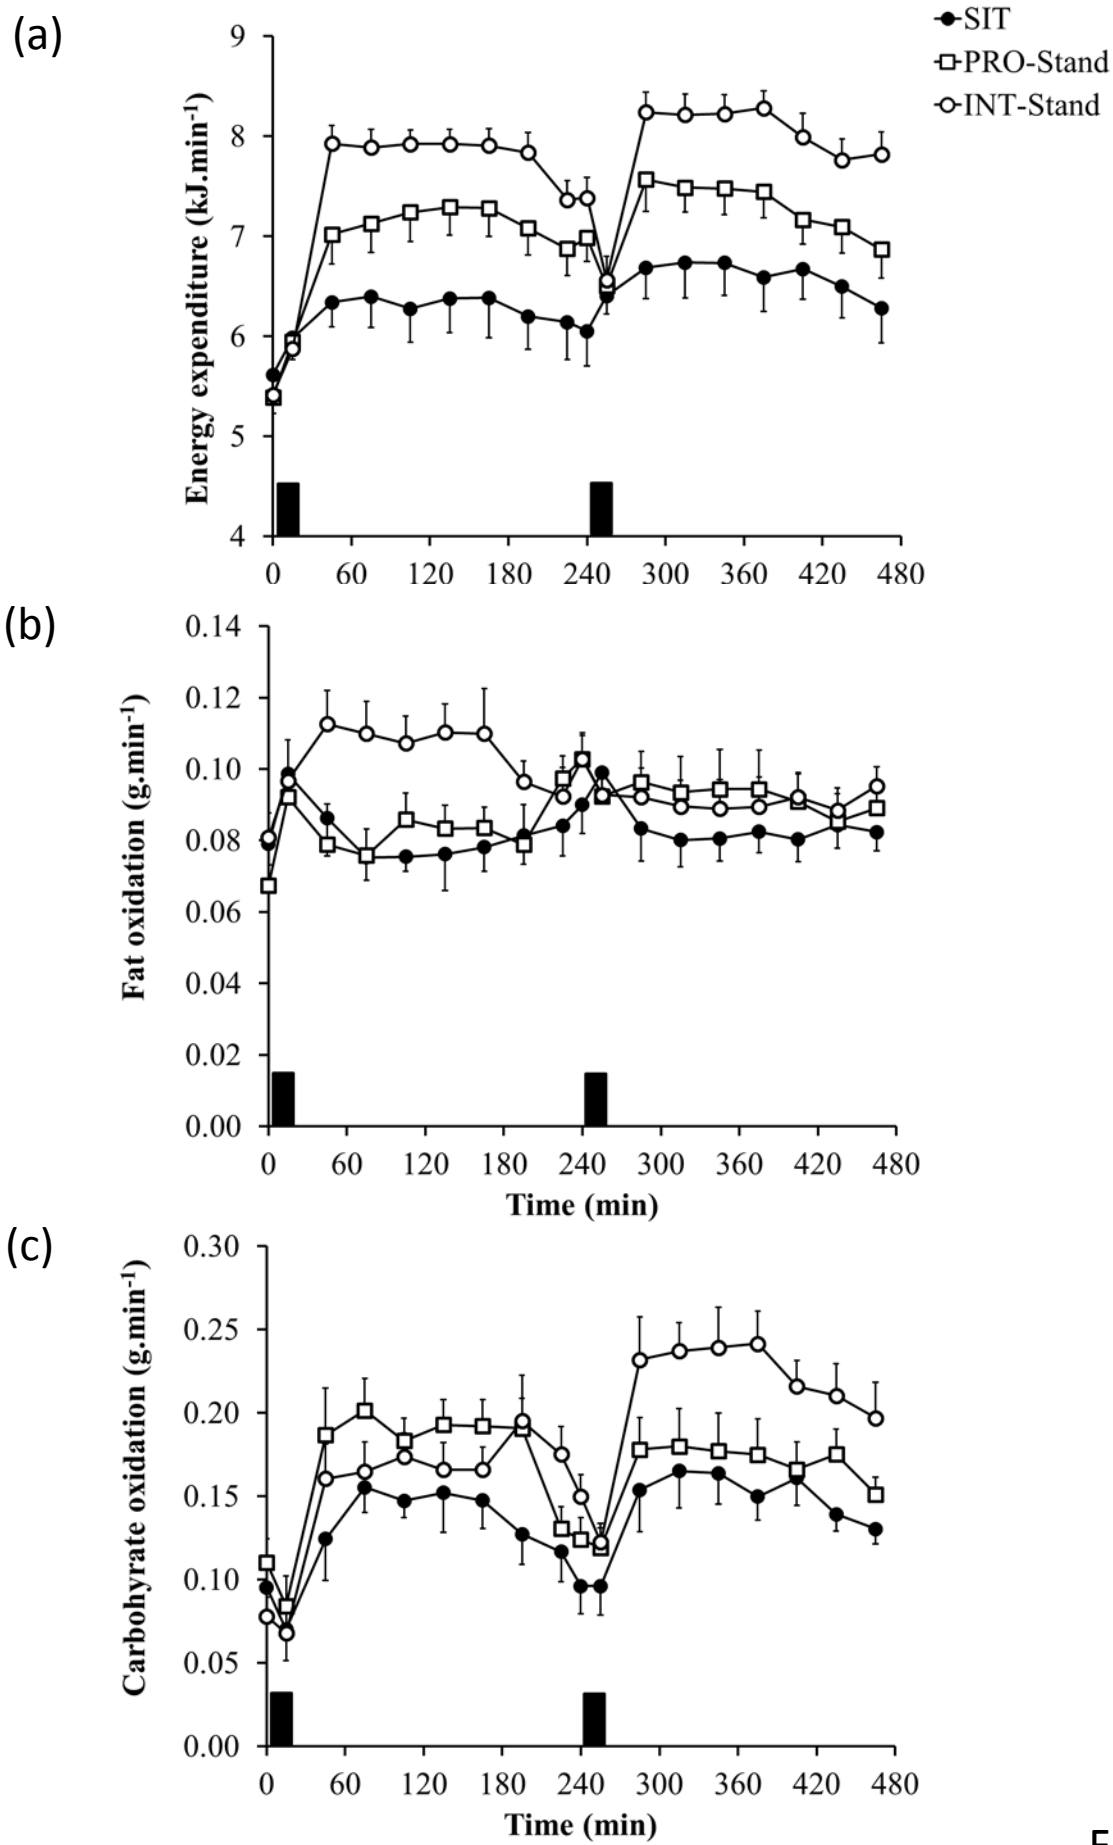 (a)
SIT
PRO-Stand
INT-Stand
Energy expenditure (kJ.min-1)
9
8
7
6
5
4
0 60 120 180 240 300 360 420 480
(b)
Fat oxidation (g.min-1)
0.14
0.12
0.10
0.08
0.06
0.04
0.02
0.00
0 60 120 180 240 300 360 420 480
Time (min)
(c)
Carbohyrate oxidation (g.min-1)
0.30
0.25
0.20
0.15
0.10
0.05
0.00
0 60 120 180 240 300 360 420 480
Time (min)